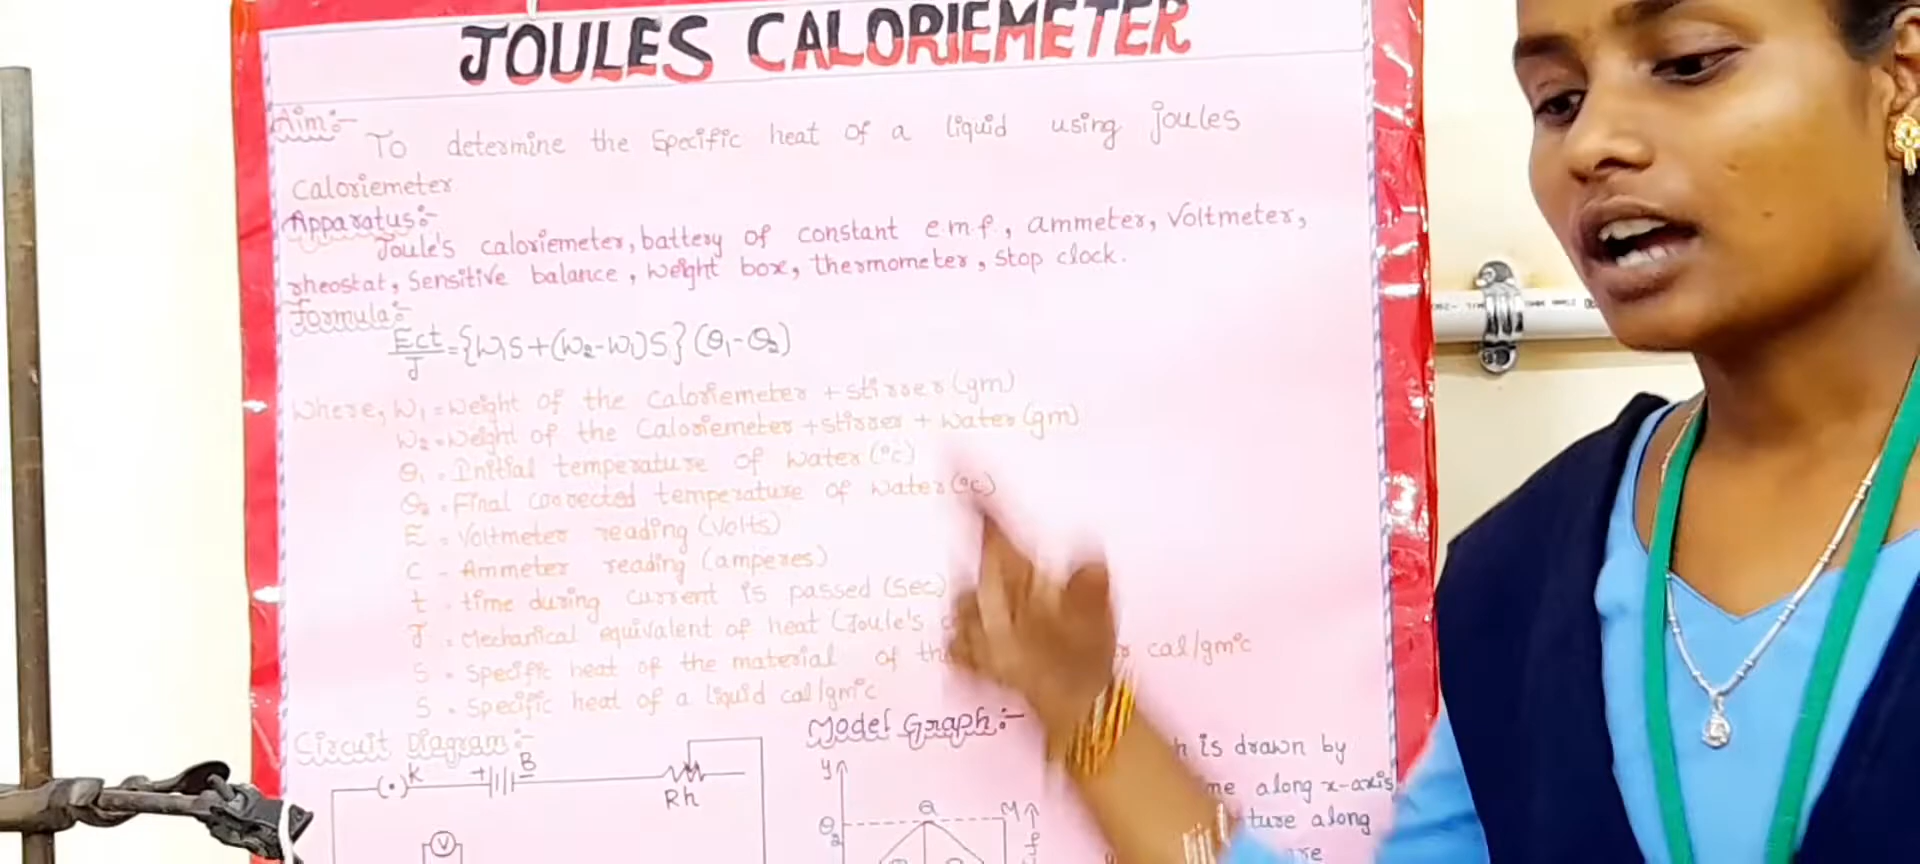 JOULES CALORIEMETER
Aim:-
To determine the Specific heat of a liquid using joules
Caloriemeter
Apparatus:-
Joule's caloriemeter, battery of constant e.m.f., ammeter, Voltmeter,
rheostat, Sensitive balance, weight box, thermometer, stop clock.
Formula:-
Ect/J = {W1S+(W2-W1)S} (θ1-θ2)
Where, W1 = Weight of the Caloriemeter + stirrer (gm)
W2 = Weight of the Caloriemeter + stirrer + water (gm)
θ1 = Initial temperature of water (°c)
θ2 = Final corrected temperature of water (°c)
E = Voltmeter reading (Volts)
C - Ammeter reading (amperes)
t = time during current is passed (Sec)
J = Mechanical equivalent of heat (Joule's
S = Specific heat of the material of cal/gm°c
S = Specific heat of a liquid cal/gm°c
Circuit Diagram:-
Model Graph:-
K + B
Rh
V
is drawn by
along x-axis
along
y
Q M
θ2